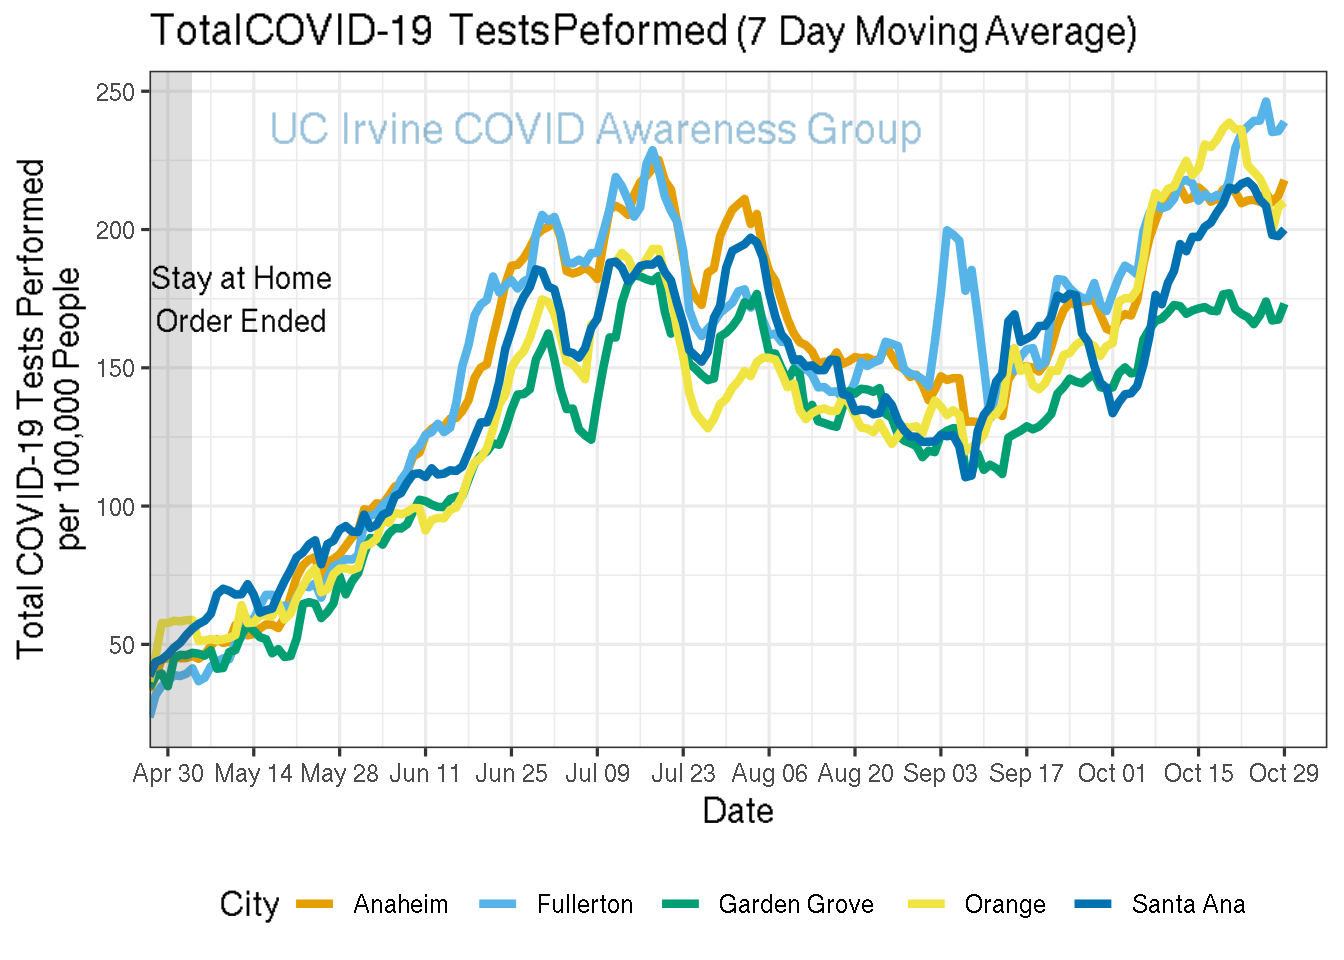 TotalCOVID-19 TestsPeformed (7 Day Moving Average)
UC Irvine COVID Awareness Group
Stay at Home
Order Ended
Total COVID-19 Tests Performed
per 100,000 People
250
200
150
100
50
Apr 30 May 14 May 28 Jun 11 Jun 25 Jul 09 Jul 23 Aug 06 Aug 20 Sep 03 Sep 17 Oct 01 Oct 15 Oct 29
Date
City Anaheim Fullerton Garden Grove Orange Santa Ana